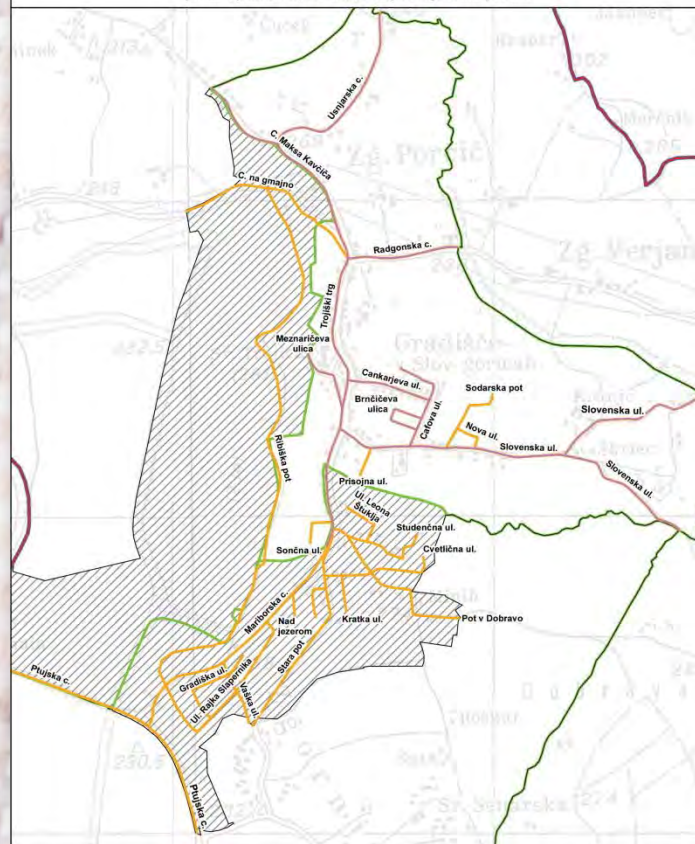 Usnjarska c.
C. Maksa Kavčiča
Zg. Porčič
C. na gmajno
Radgonska c.
Zg. Verjan
Trojiški trg
Meznaričeva
ulica
Gradišče
v Slov. goricah
Cankarjeva ul.
Sodarska pot
Brnčičeva
ulica
Cafova ul.
Nova ul.
Slovenska ul.
Slovenska ul.
Slovenska ul.
Ribiška pot
Prisojna ul.
Ul. Leona
Štuklja
Studenčna ul.
Sončna ul.
Cvetlična ul.
Mariborska c.
Nad
jezerom
Kratka ul.
Pot v Dobravo
Stara pot
Gradiška ul.
Ul. Rajka Slapernika
Vaška ul.
Ptujska c.
230.5
Ptujska c.
Sr. Senarska